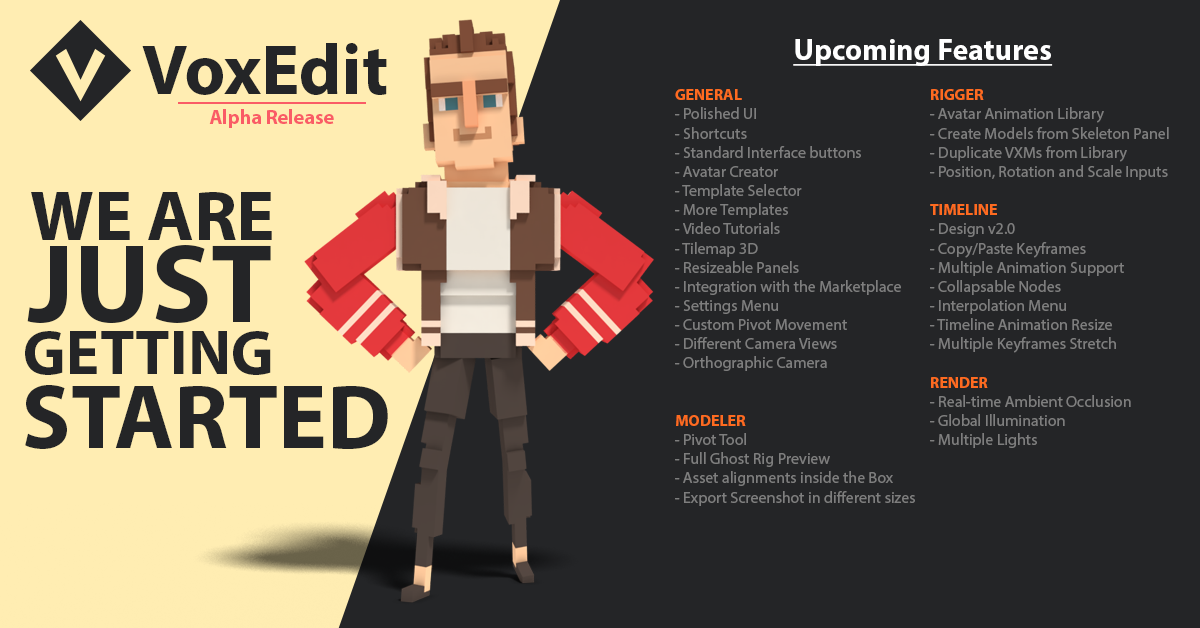 VoxEdit
Alpha Release
WE ARE
JUST
GETTING
STARTED
Upcoming Features
GENERAL
- Polished UI
- Shortcuts
- Standard Interface buttons
- Avatar Creator
- Template Selector
- More Templates
- Video Tutorials
- Tilemap 3D
- Resizeable Panels
- Integration with the Marketplace
- Settings Menu
- Custom Pivot Movement
- Different Camera Views
- Orthographic Camera
MODELER
- Pivot Tool
- Full Ghost Rig Preview
- Asset alignments inside the Box
- Export Screenshot in different sizes
RIGGER
- Avatar Animation Library
- Create Models from Skeleton Panel
- Duplicate VXMs from Library
- Position, Rotation and Scale Inputs
TIMELINE
- Design v2.0
- Copy/Paste Keyframes
- Multiple Animation Support
- Collapsable Nodes
- Interpolation Menu
- Timeline Animation Resize
- Multiple Keyframes Stretch
RENDER
- Real-time Ambient Occlusion
- Global Illumination
- Multiple Lights